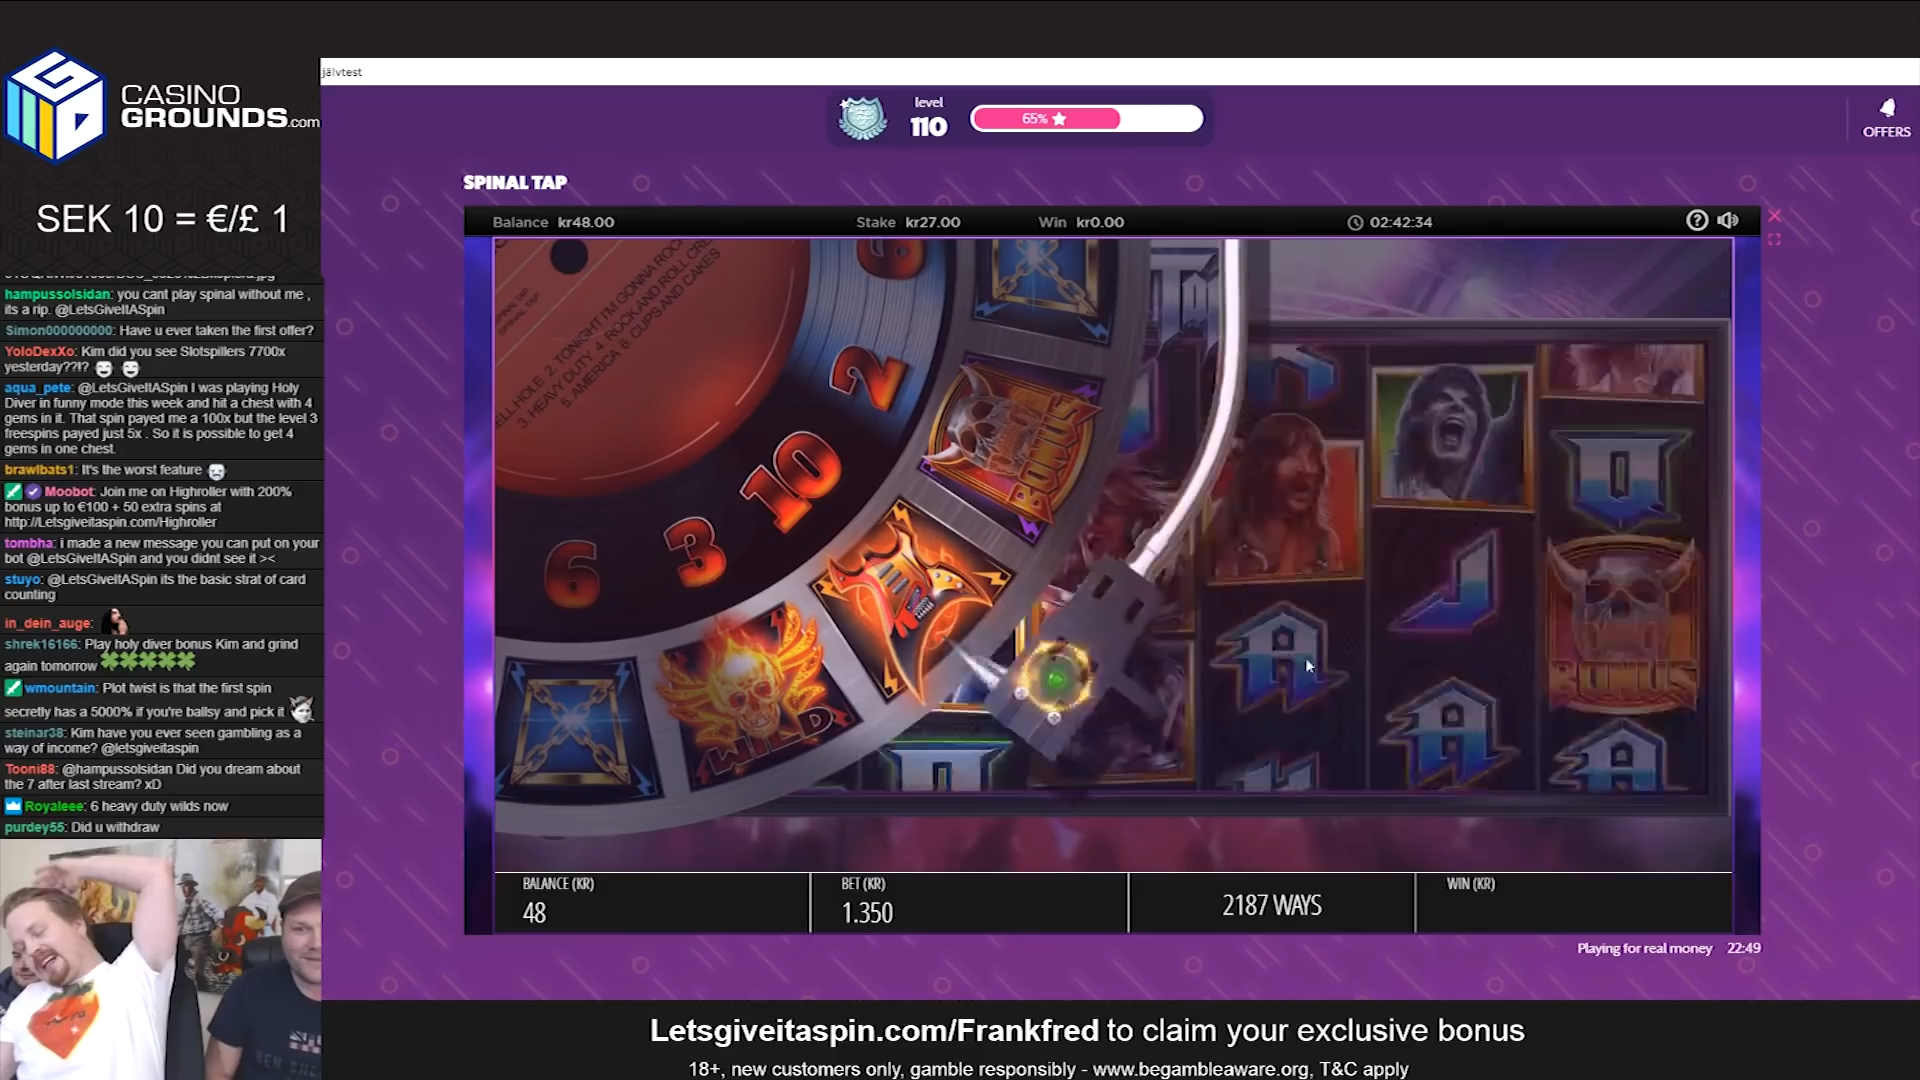 CASINO
GROUNDS.com
SEK 10 = €/£ 1
hampussolsidan: you cant play spinal without me ,
its a rip. @LetsGiveItASpin
Simon000000000: Have u ever taken the first offer?
YoloDexXo: Kim did you see Slotspillers 7700x
yesterday??!?
aqua_pete: @LetsGiveItASpin I was playing Holy
Diver in funny mode this week and hit a chest with 4
gems in it. That spin payed me a 100x but the level 3
freespins payed just 5x . So it is possible to get 4
gems in one chest.
brawlbats1: It's the worst feature
Moobot: Join me on Highroller with 200%
bonus up to €100 + 50 extra spins at
http://Letsgiveitaspin.com/Highroller
tombha: i made a new message you can put on your
bot @LetsGiveItASpin and you didnt see it ><
stuyo: @LetsGiveItASpin its the basic strat of card
counting
in_dein_auge:
shrek16166: Play holy diver bonus Kim and grind
again tomorrow
wmountain: Plot twist is that the first spin
secretly has a 5000% if you're ballsy and pick it
steinar38: Kim have you ever seen gambling as a
way of income? @letsgiveitaspin
Tooni88: @hampussolsidan Did you dream about
the 7 after last stream? xD
Royaleee: 6 heavy duty wilds now
purdey55: Did u withdraw
jälvtest
level
110
65%
OFFERS
SPINAL TAP
Balance kr48.00
Stake kr27.00
Win kr0.00
02:42:34
SPINAL TAP
SPINAL TAP
ELL HOLE 2. TONIGHT I'M GONNA ROCK
3. HEAVY DUTY 4. ROCK AND ROLL CRE
5. AMERICA 6. CUPS AND CAKES
6
2
10
3
6
BONUS
WILD
Q
J
A
BONUS
A
A
BALANCE (KR)
48
BET (KR)
1.350
2187 WAYS
WIN (KR)
Playing for real money 22:49
Letsgiveitaspin.com/Frankfred to claim your exclusive bonus
18+, new customers only, gamble responsibly - www.begambleaware.org, T&C apply